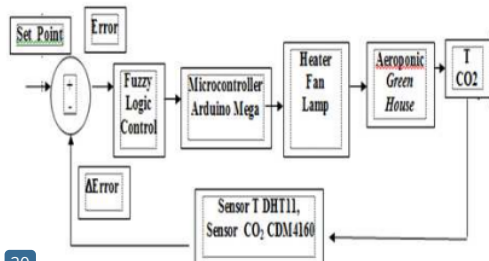 Set Point
Error
+
-
Fuzzy
Logic
Control
Microcontroller
Arduino Mega
Heater
Fan
Lamp
Aeroponic
Green
House
T
CO2
ΔError
Sensor T DHT11,
Sensor CO₂ CDM4160